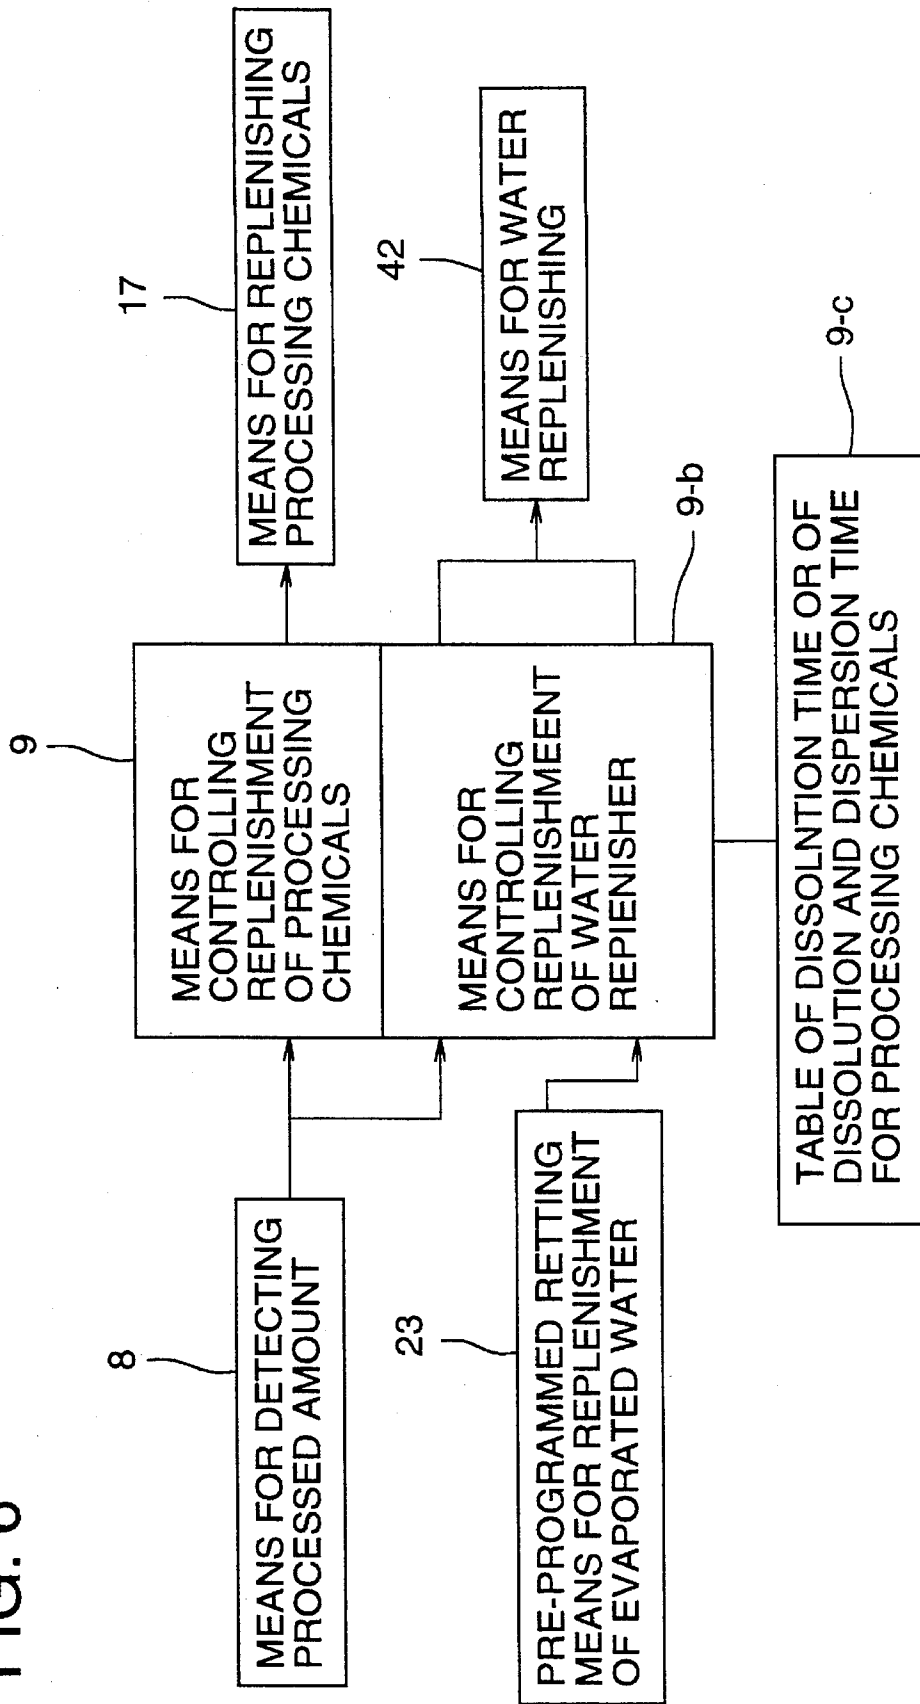 FIG.
8
MEANS FOR DETECTING
PROCESSED AMOUNT
23
PRE-PROGRAMMED RETTING
MEANS FOR REPLENISHMENT
OF EVAPORATED WATER
9
MEANS FOR
CONTROLLING
REPLENISHMENT
OF PROCESSING
CHEMICALS
MEANS FOR
CONTROLLING
REPLENISHMEENT
OF WATER
REPIENISHER
9-b
17
MEANS FOR REPLENISHING
PROCESSING CHEMICALS
42
MEANS FOR WATER
REPLENISHING
9-c
TABLE OF DISSOLNTION TIME OR OF
DISSOLUTION AND DISPERSION TIME
FOR PROCESSING CHEMICALS